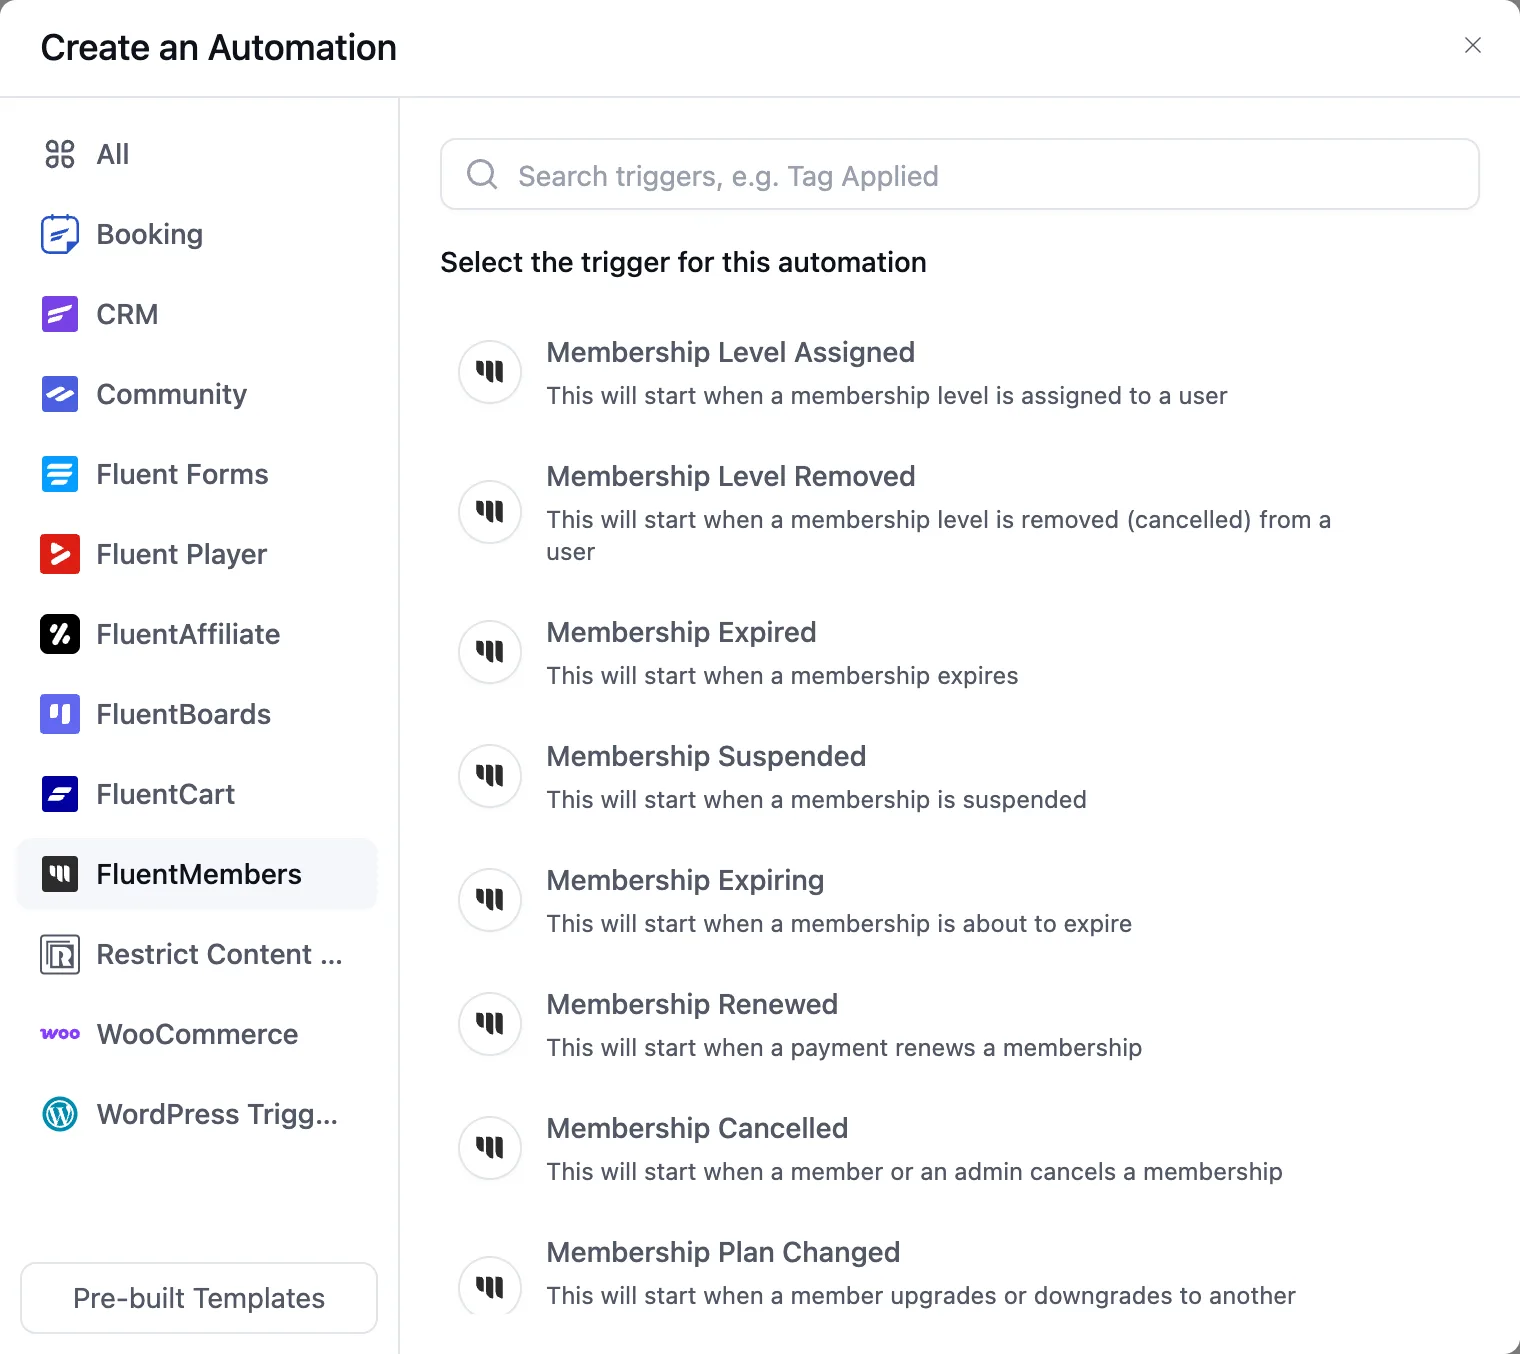 Create an Automation
All
Booking
CRM
Community
Fluent Forms
Fluent Player
FluentAffiliate
FluentBoards
FluentCart
FluentMembers
Restrict Content ...
woo WooCommerce
WordPress Trigg...
Pre-built Templates
Search triggers, e.g. Tag Applied
Select the trigger for this automation
Membership Level Assigned
This will start when a membership level is assigned to a user
Membership Level Removed
This will start when a membership level is removed (cancelled) from a
user
Membership Expired
This will start when a membership expires
Membership Suspended
This will start when a membership is suspended
Membership Expiring
This will start when a membership is about to expire
Membership Renewed
This will start when a payment renews a membership
Membership Cancelled
This will start when a member or an admin cancels a membership
Membership Plan Changed
This will start when a member upgrades or downgrades to another